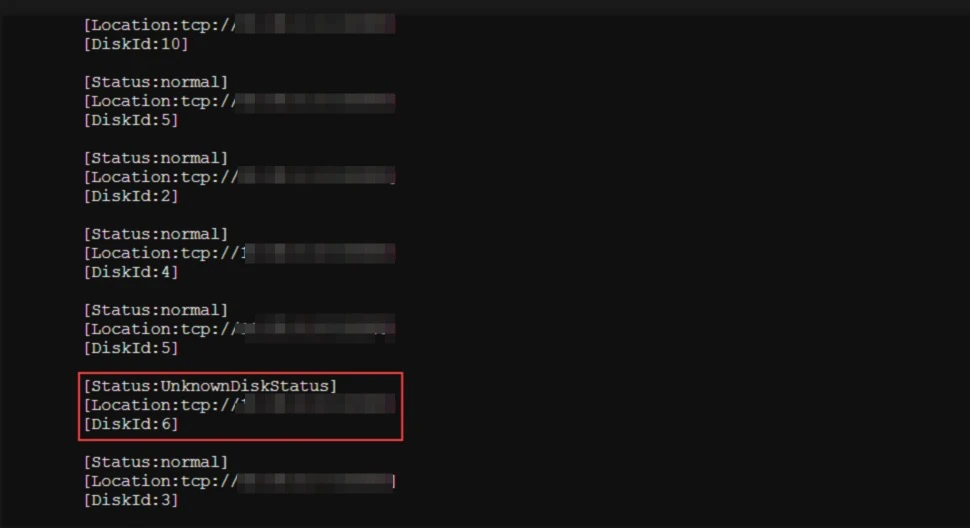 [Location:tcp://
[DiskId:10]
[Status:normal]
[Location:tcp://
[DiskId:5]
[Status:normal]
[Location:tcp://
[DiskId:2]
[Status:normal]
[Location:tcp://1
[DiskId:4]
[Status:normal]
[Location:tcp://
[DiskId:5]
[Status:UnknownDiskStatus]
[Location:tcp://
[DiskId:6]
[Status:normal]
[Location:tcp://
[DiskId:3]